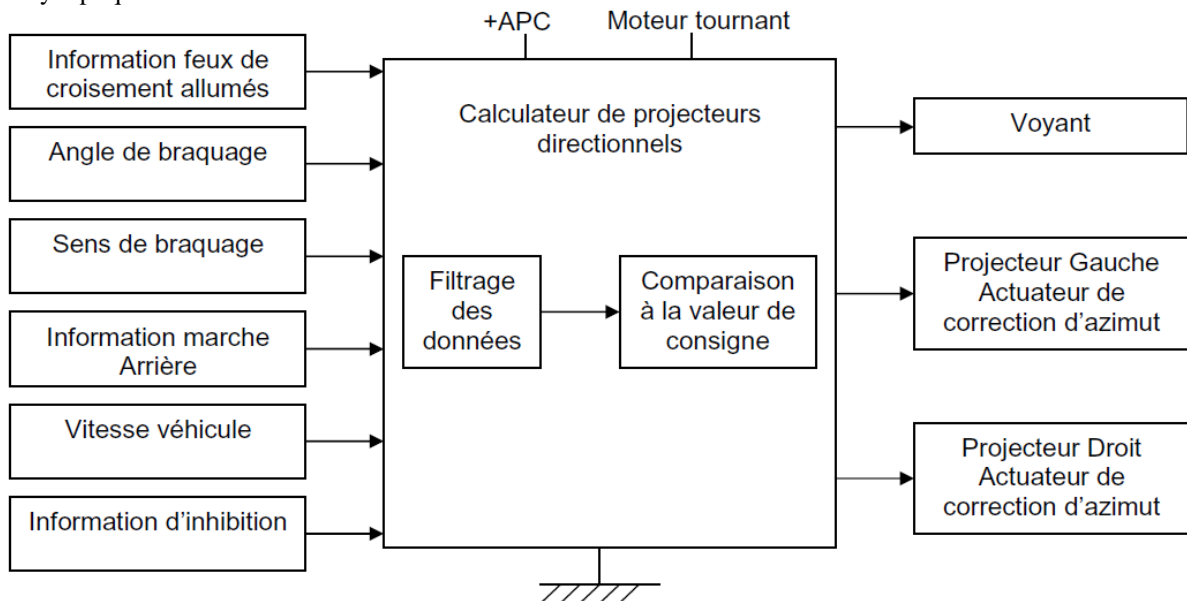 +APC
Moteur tournant
Information feux de
croisement allumés
Angle de braquage
Sens de braquage
Information marche
Arrière
Vitesse véhicule
Information d'inhibition
Calculateur de projecteurs
directionnels
Filtrage
des
données
Comparaison
à la valeur de
consigne
Voyant
Projecteur Gauche
Actuateur de
correction d'azimut
Projecteur Droit
Actuateur de
correction d'azimut